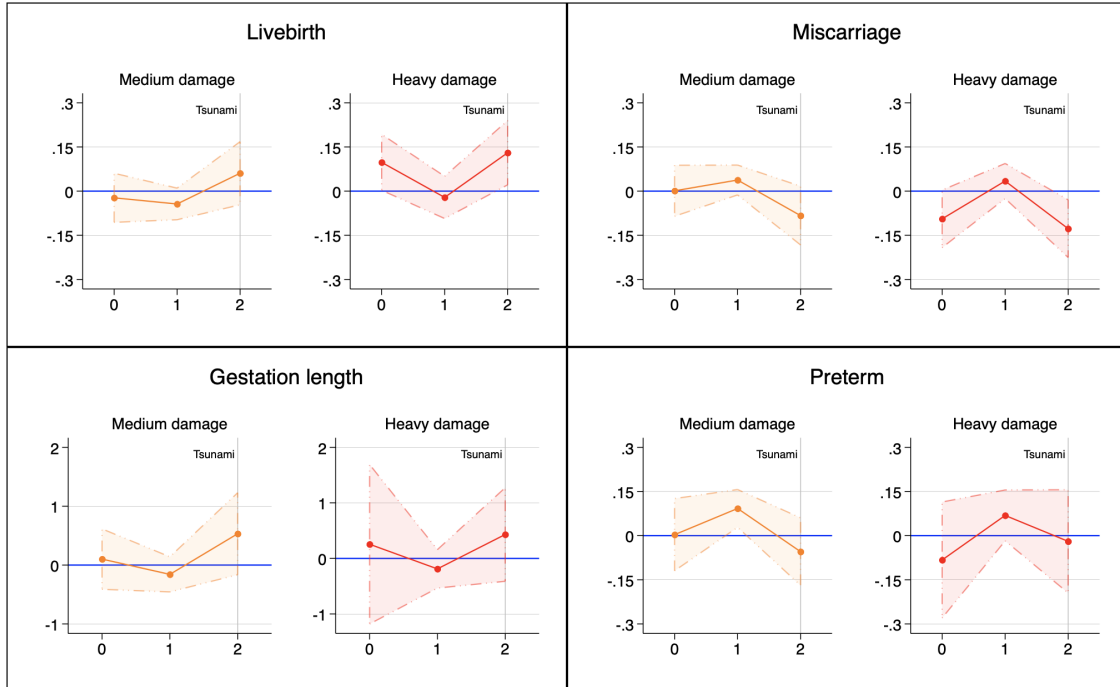 Livebirth
Medium damage
Heavy damage
Tsunami
Tsunami
.3
.15
0
-.15
-.3
0 1 2
.3
.15
0
-.15
-.3
0 1 2
Miscarriage
Medium damage
Heavy damage
Tsunami
Tsunami
.3
.15
0
-.15
-.3
0 1 2
.3
.15
0
-.15
-.3
0 1 2
Gestation length
Medium damage
Heavy damage
Tsunami
Tsunami
2
1
0
-1
0 1 2
2
1
0
-1
0 1 2
Preterm
Medium damage
Heavy damage
Tsunami
Tsunami
.3
.15
0
-.15
-.3
0 1 2
.3
.15
0
-.15
-.3
0 1 2